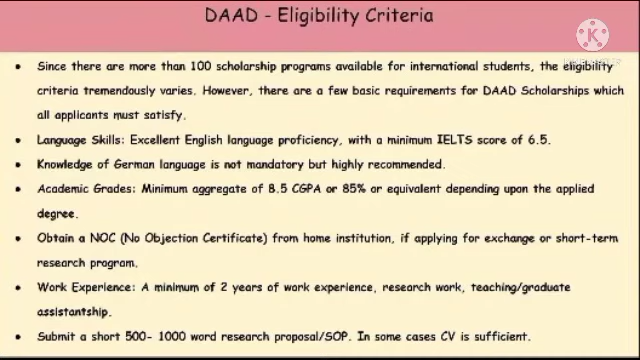 DAAD - Eligibility Criteria
• Since there are more than 100 scholarship programs available for international students, the eligibility
criteria tremendously varies. However, there are a few basic requirements for DAAD Scholarships which
all applicants must satisfy.
• Language Skills: Excellent English language proficiency, with a minimum IELTS score of 6.5.
• Knowledge of German language is not mandatory but highly recommended.
• Academic Grades: Minimum aggregate of 8.5 CGPA or 85% or equivalent depending upon the applied
degree.
• Obtain a NOC (No Objection Certificate) from home institution, if applying for exchange or short-term
research program.
• Work Experience: A minimum of 2 years of work experience, research work, teaching/graduate
assistantship.
• Submit a short 500- 1000 word research proposal/SOP. In some cases CV is sufficient.